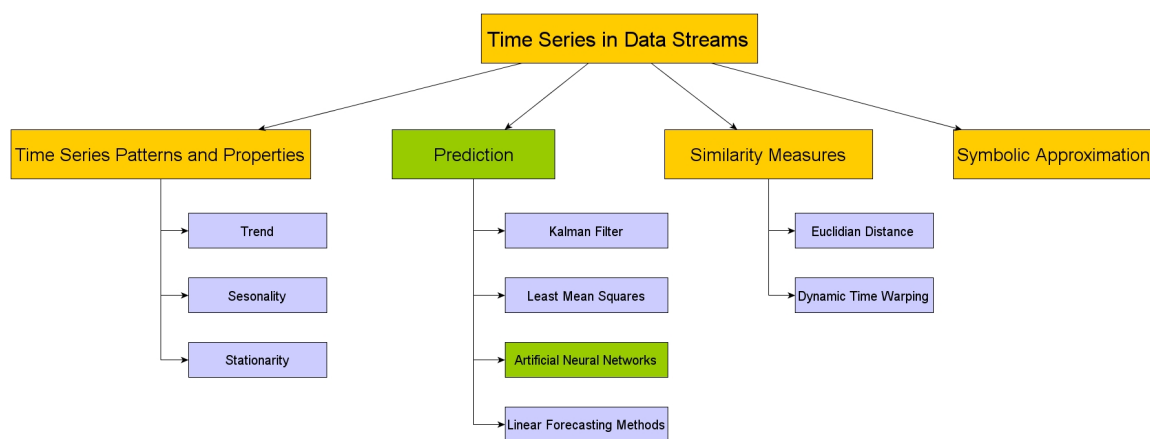 Time Series in Data Streams
Time Series Patterns and Properties
Prediction
Similarity Measures
Symbolic Approximation
Trend
Sesonality
Stationarity
Kalman Filter
Least Mean Squares
Artificial Neural Networks
Linear Forecasting Methods
Euclidian Distance
Dynamic Time Warping